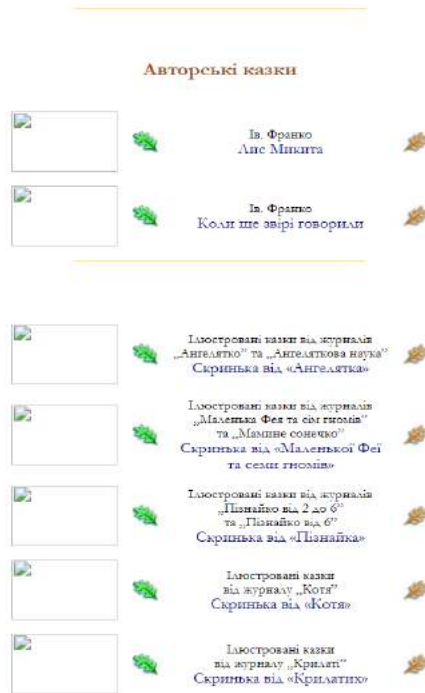 Авторські казки
Ів. Франко
Лис Микита
Ів. Франко
Коли ще звірі говорили
Ілюстровані казки від журналів
„Ангелятко” та „Ангеляткова наука”
Скринька від «Ангелятка»
Ілюстровані казки від журналів
„Маленька Фея та сім гномів”
та „Мамине сонечко”
Скринька від «Маленької Феї
та семи гномів»
Ілюстровані казки від журналів
„Пізнайко від 2 до 6”
та „Пізнайко від 6”
Скринька від «Пізнайка»
Ілюстровані казки
від журналу „Котя”
Скринька від «Котя»
Ілюстровані казки
від журналу „Крилаті”
Скринька від «Крилатих»